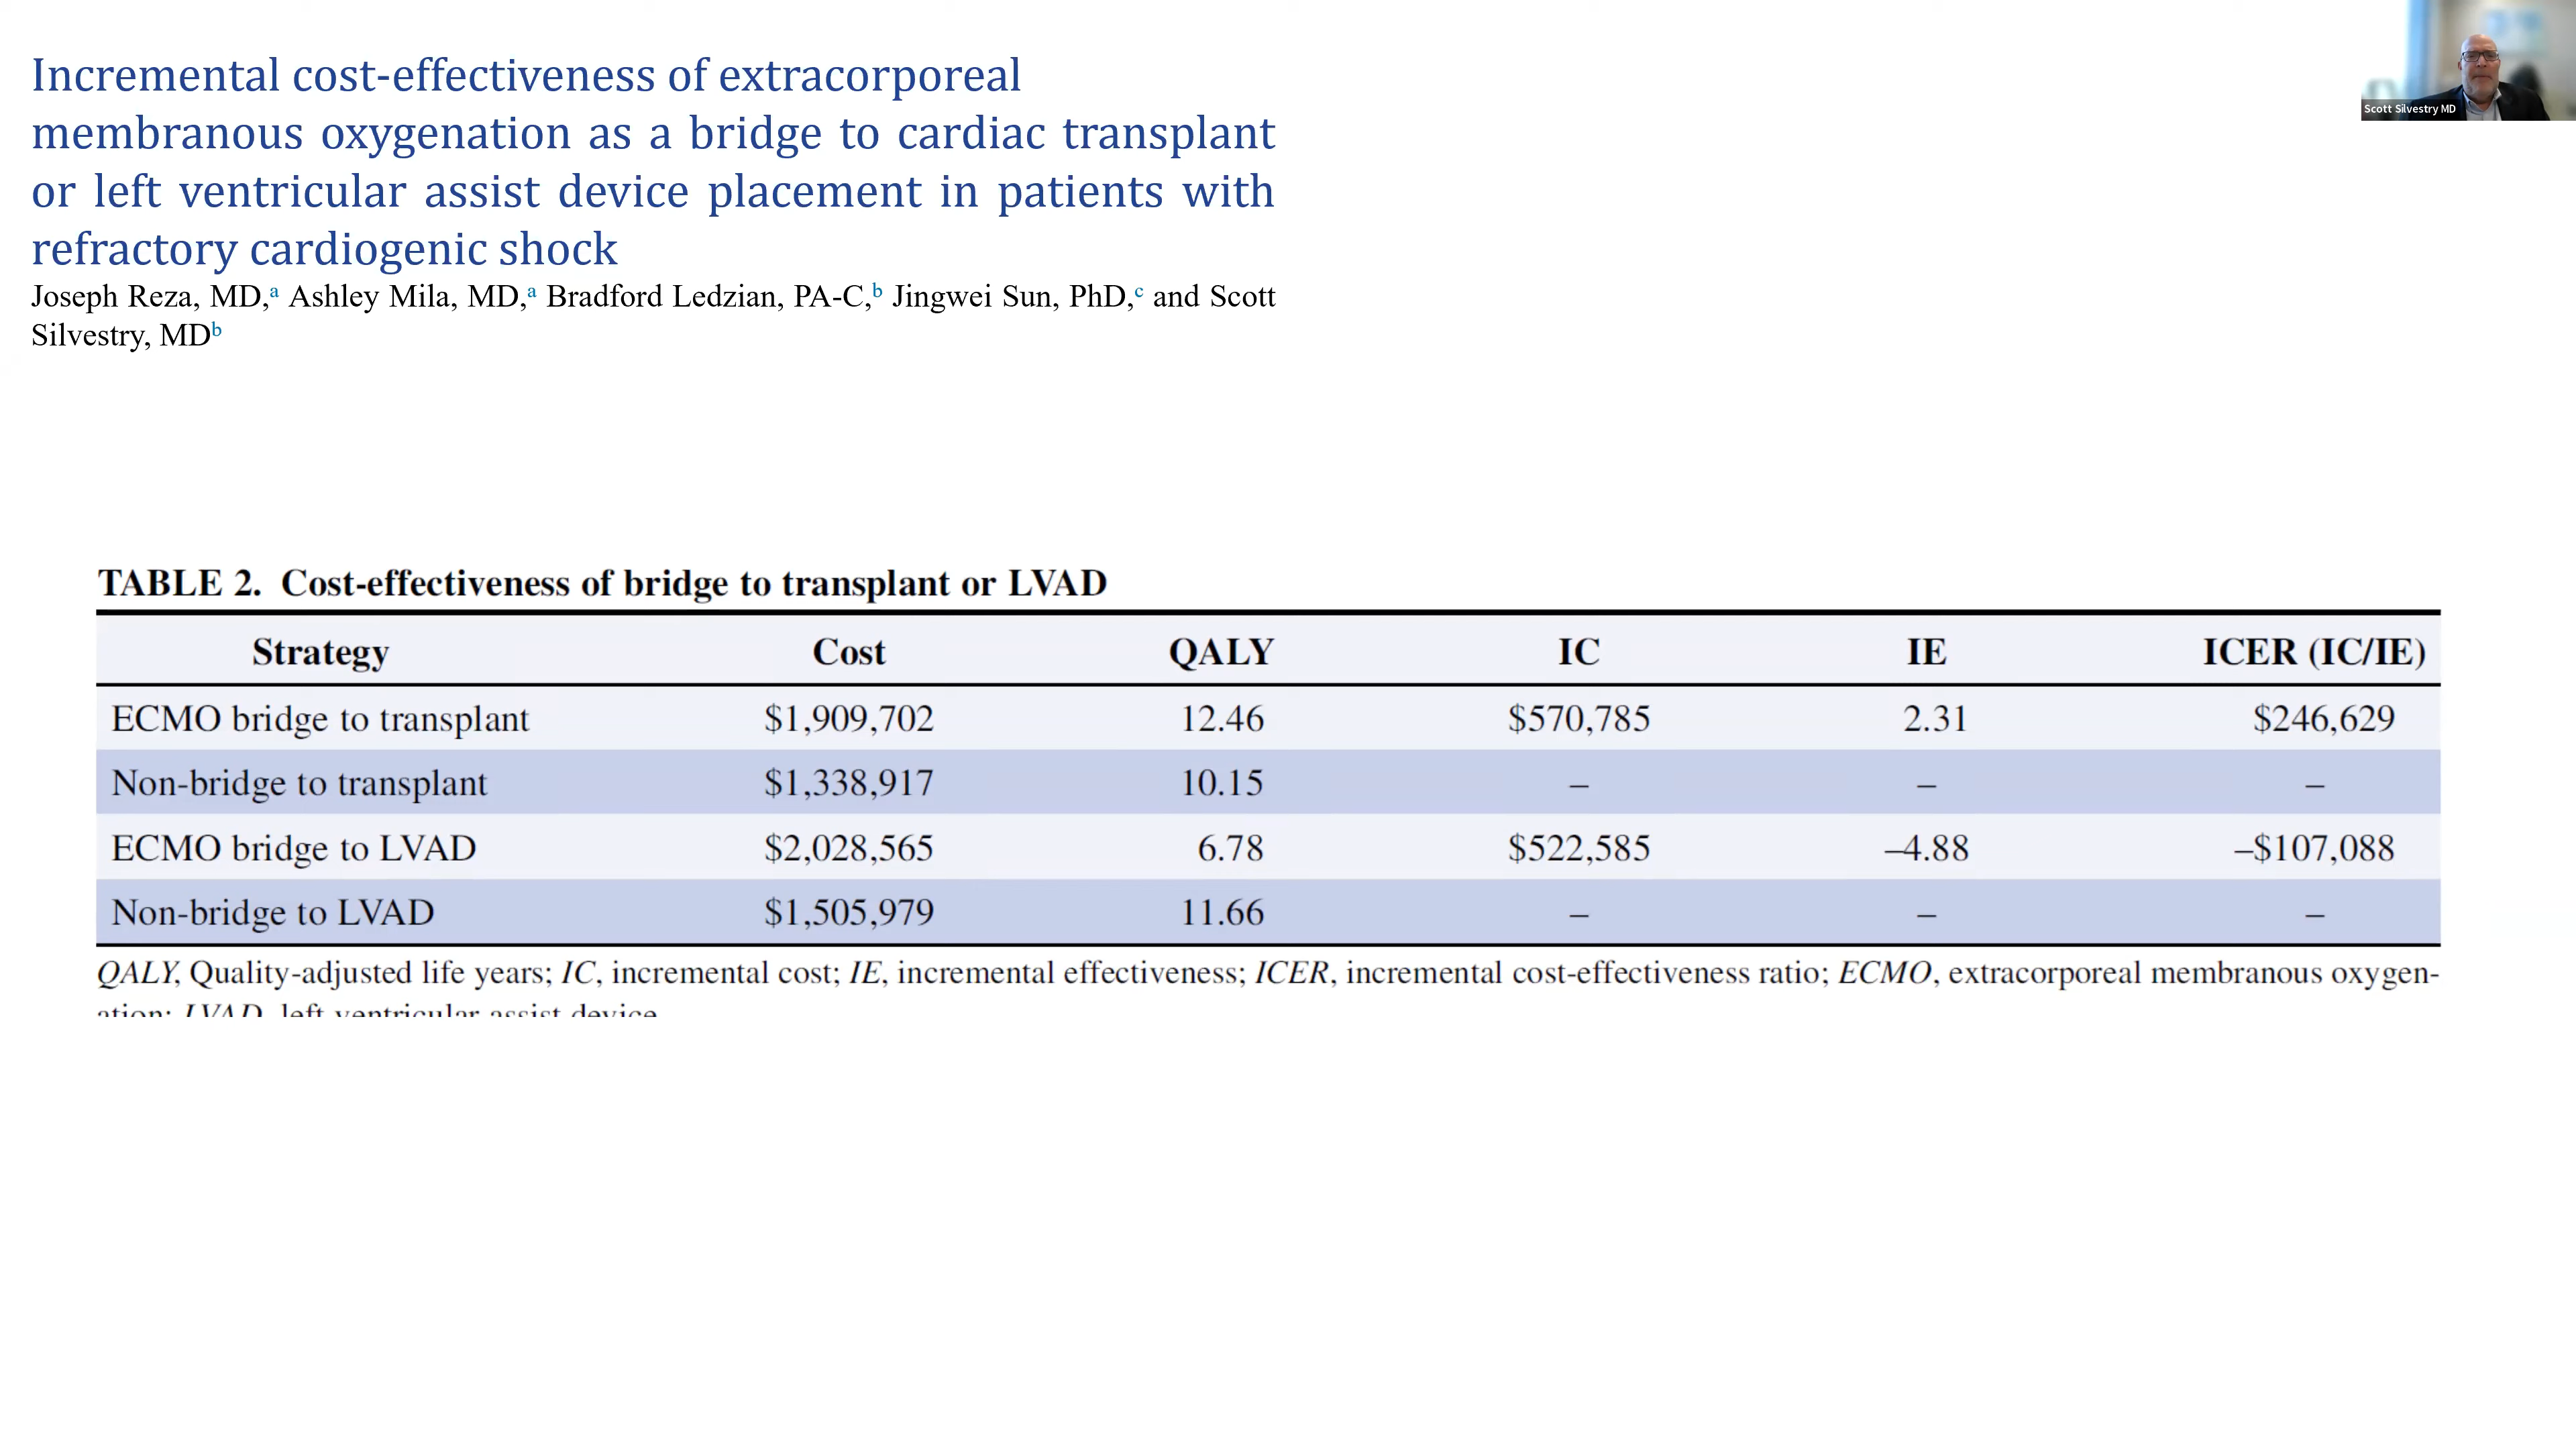 Incremental cost-effectiveness of extracorporeal
membranous oxygenation as a bridge to cardiac transplant
or left ventricular assist device placement in patients with
refractory cardiogenic shock
Joseph Reza, MD,a Ashley Mila, MD,a Bradford Ledzian, PA-C,b Jingwei Sun, PhD,c and Scott
Silvestry, MDb
Scott Silvestry MD
TABLE 2. Cost-effectiveness of bridge to transplant or LVAD
Strategy Cost QALY IC IE ICER (IC/IE)
ECMO bridge to transplant $1,909,702 12.46 $570,785 2.31 $246,629
Non-bridge to transplant $1,338,917 10.15 – – –
ECMO bridge to LVAD $2,028,565 6.78 $522,585 –4.88 –$107,088
Non-bridge to LVAD $1,505,979 11.66 – – –
QALY, Quality-adjusted life years; IC, incremental cost; IE, incremental effectiveness; ICER, incremental cost-effectiveness ratio; ECMO, extracorporeal membranous oxygen-
ation; LVAD, left ventricular assist device